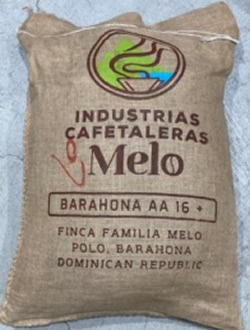 INDUSTRIAS
CAFETALERAS
Melo
BARAHONA AA 16 +
FINCA FAMILIA MELO
POLO, BARAHONA
DOMINICAN REPUBLIC